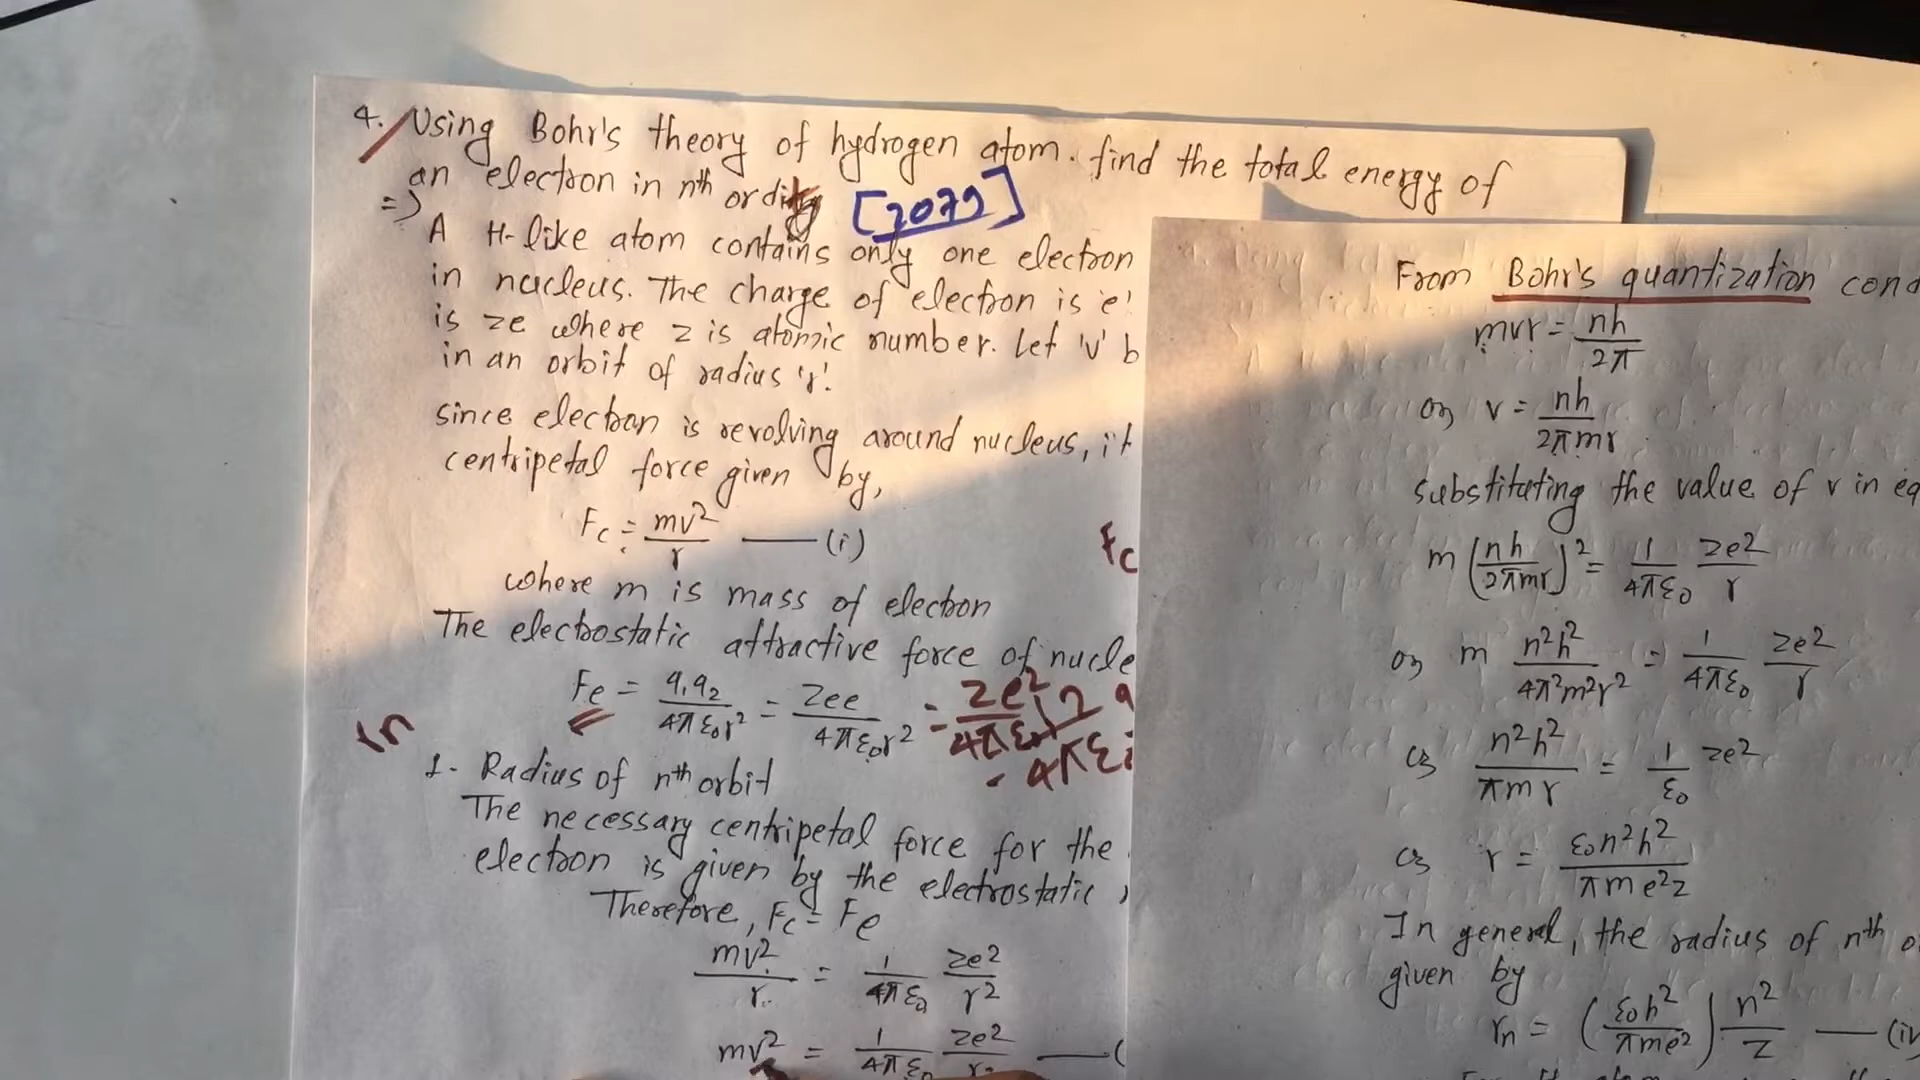 4. Using Bohr's theory of hydrogen atom. find the total energy of
an electron in nth
[2079]
=>
A H-like atom contains only one electron
in nucleus. The charge of electron is 'e'
is ze where z is atomic number. Let 'v' b
in an orbit of radius 'r'.
since electron is revolving around nucleus, it
centripetal force given by,
Fc = mv²/r —— (i)
Fc
where m is mass of electron
The electrostatic attractive force of nucle
Fe = q₁q₂/4πε₀r² = Zee/4πε₀r² = Ze²
In
1- Radius of nth orbit
The necessary centripetal force for the
electron is given by the electrostatic
Therefore, Fc = Fe
mv²/r = 1/4πε₀ ze²/r²
mv² = 1/4πε₀ ze²/r ——(
From Bohr's quantization cond
mvr = nh/2π
or v = nh/2πmr
substituting the value of v in eq
m (nh/2πmr)² = 1/4πε₀ ze²/r
or m n²h²/4π²m²r² = 1/4πε₀ ze²/r
or n²h²/πmr = 1/ε₀ ze²
or r = ε₀n²h²/πme²z
In general, the radius of nth o
given by
rn = (ε₀h²/πme²) n²/z —— (iv